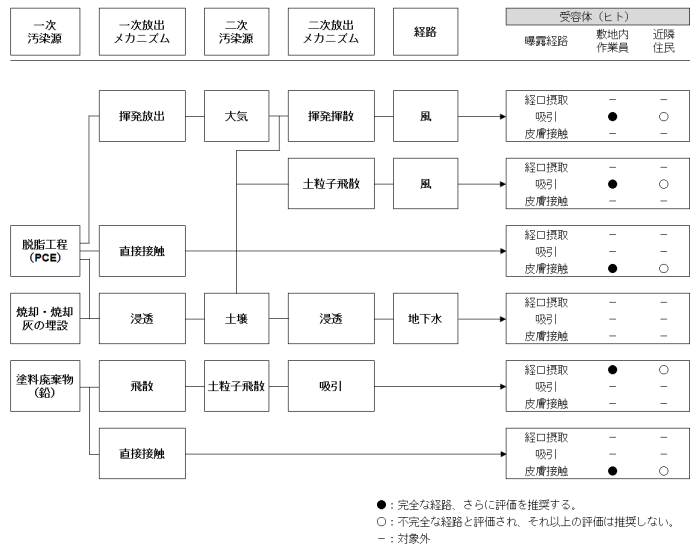 一次
汚染源
一次放出
メカニズム
二次
汚染源
二次放出
メカニズム
経路
受容体（ヒト）
曝露経路
敷地内
作業員
近隣
住民
揮発放出
大気
揮発揮散
風
経口摂取 － －
吸引 ● ○
皮膚接触 － －
土粒子飛散
風
経口摂取 － －
吸引 ● ○
皮膚接触 － －
脱脂工程
（PCE）
直接接触
経口摂取 － －
吸引 － －
皮膚接触 ● ○
焼却・焼却
灰の埋設
浸透
土壌
浸透
地下水
経口摂取 － －
吸引 － －
皮膚接触 － －
塗料廃棄物
（鉛）
飛散
土粒子飛散
吸引
経口摂取 ● ○
吸引 － －
皮膚接触 － －
直接接触
経口摂取 － －
吸引 － －
皮膚接触 ● ○
●：完全な経路、さらに評価を推奨する。
○：不完全な経路と評価され、それ以上の評価は推奨しない。
－：対象外